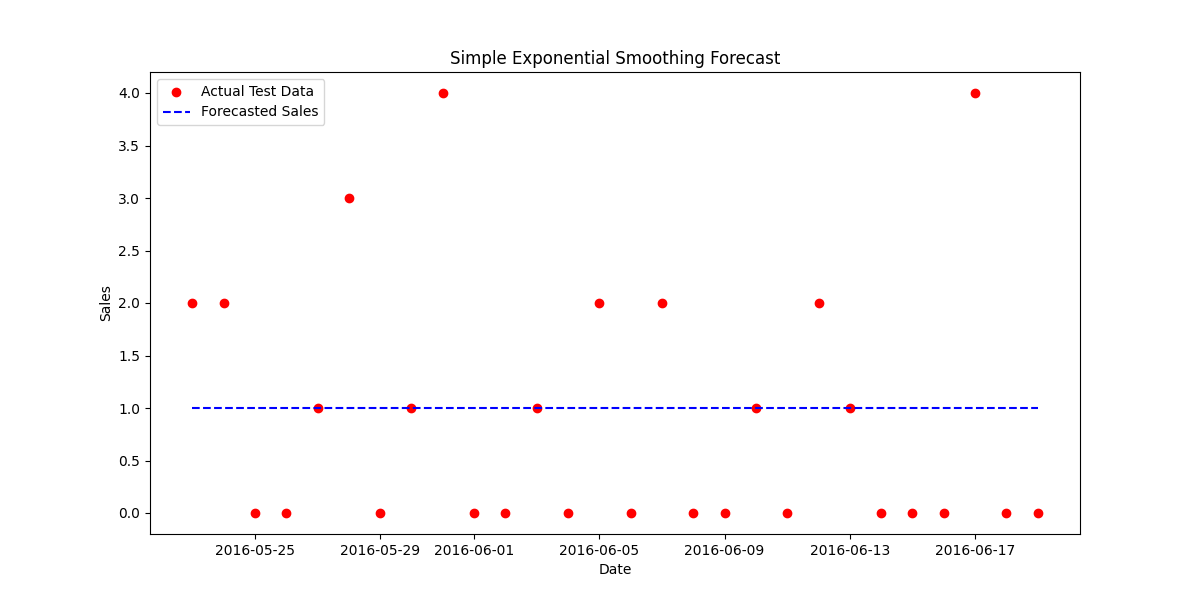 Simple Exponential Smoothing Forecast
Actual Test Data
Forecasted Sales
4.0
3.5
3.0
2.5
2.0
1.5
1.0
0.5
0.0
Sales
2016-05-25 2016-05-29 2016-06-01 2016-06-05 2016-06-09 2016-06-13 2016-06-17
Date